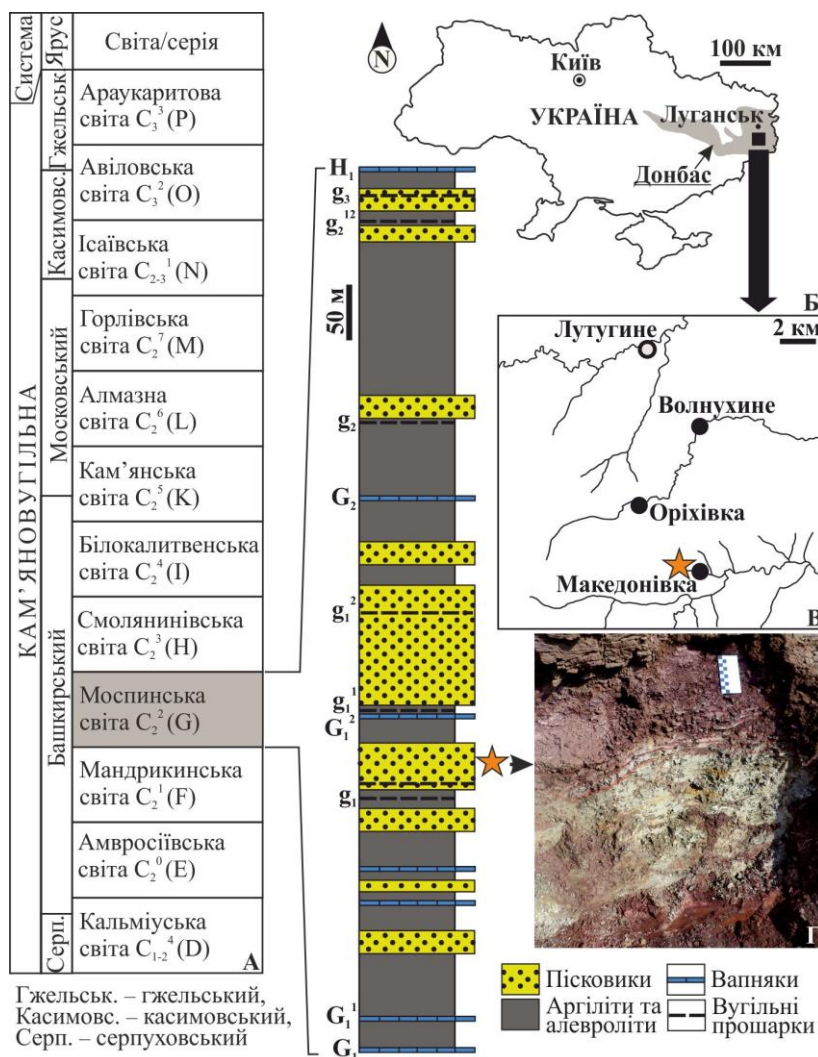 Система
Ярус
Світа/серія
КАМ’ЯНОВУГІЛЬНА
Гжельськ.
Касимовс.
Московський
Башкирський
Серп.
Араукаритова
світа C₃³(P)
Авіловська
світа C₃²(O)
Ісаївська
світа C₂₋₃¹(N)
Горлівська
світа C₂⁷(M)
Алмазна
світа C₂⁶(L)
Кам’янська
світа C₂⁵(K)
Білокалитвенська
світа C₂⁴(I)
Смолянинівська
світа C₂³(H)
Моспинська
світа C₂²(G)
Мандрикинська
світа C₂¹(F)
Амвросіївська
світа C₂⁰(E)
Кальміуська
світа C₁₋₂⁴(D)
А
Гжельськ. – гжельський,
Касимовс. – касимовський,
Серп. – серпуховський
50 м
H₁
g₃
g₂¹²
g₂
G₂
g₁²
g₁¹
G₁²
g₁
G₁¹
G₁
N
100 км
Київ
УКРАЇНА
Луганськ
Донбас
Б
2 км
Лутугине
Волнухине
Оріхівка
Македонівка
В
Г
Пісковики
Аргіліти та
алевроліти
Вапняки
Вугільні
прошарки